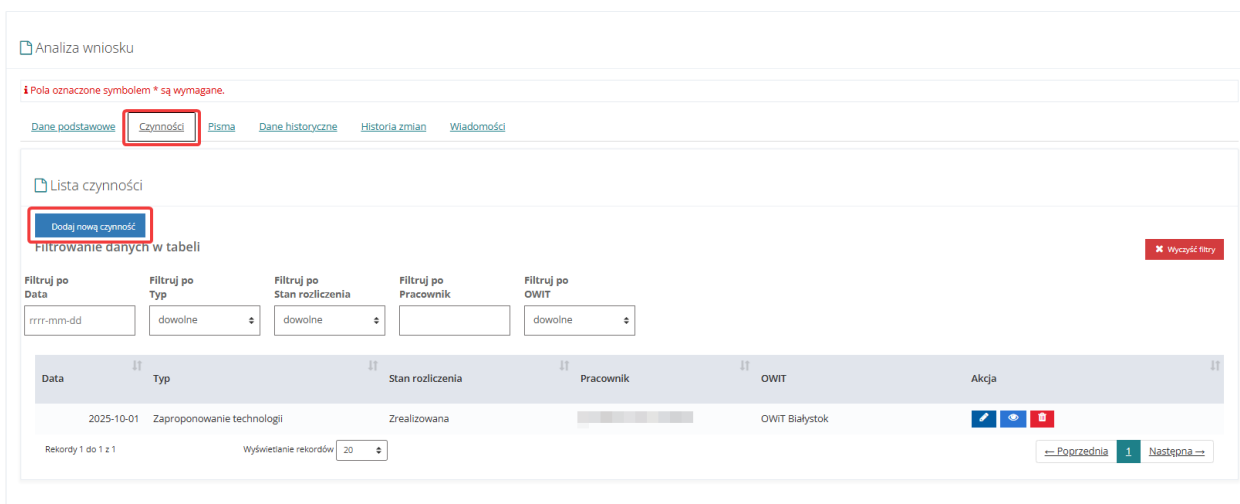 Analiza wniosku
i Pola oznaczone symbolem * są wymagane.
Dane podstawowe Czynności Pisma Dane historyczne Historia zmian Wiadomości
Lista czynności
Dodaj nową czynność
Filtrowanie danych w tabeli
Wyczyść filtry
Filtruj po Data Filtruj po Typ Filtruj po Stan rozliczenia Filtruj po Pracownik Filtruj po OWIT
rrrr-mm-dd dowolne dowolne dowolne
Data Typ Stan rozliczenia Pracownik OWIT Akcja
2025-10-01 Zaproponowanie technologii Zrealizowana OWiT Białystok
Rekordy 1 do 1 z 1 Wyświetlanie rekordów 20 ← Poprzednia 1 Następna →